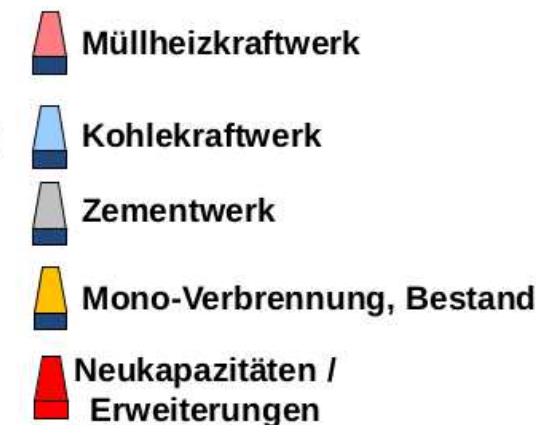 Müllheizkraftwerk
Kohlekraftwerk
Zementwerk
Mono-Verbrennung, Bestand
Neukapazitäten /
Erweiterungen